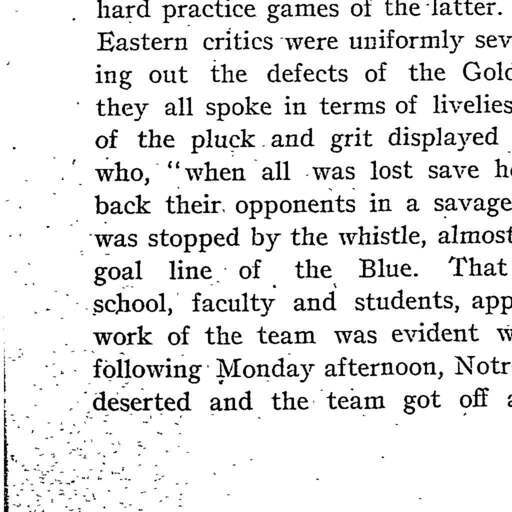 hard practice games of the latter.
Eastern critics were uniformly sev
ing out the defects of the Gold
they all spoke in terms of livelies
of the pluck and grit displayed
who, "when all was lost save h
back their opponents in a savage
was stopped by the whistle, almost
goal line of the Blue. That
school, faculty and students, app
work of the team was evident w
following Monday afternoon, Notr
deserted and the team got off a